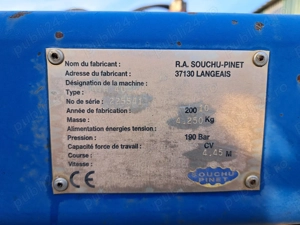 Nom du fabricant : R.A. SOUCHU-PINET
Adresse du fabricant : 37130 LANGEAIS
Désignation de la machine :
Type :
No de série :
Année de fabrication : 200
Masse : Kg
Alimentation énergies tension :
Pression : 190 Bar
Capacité force de travail : CV
Course : M
Vitesse :
CE
SOUCHU
PINET